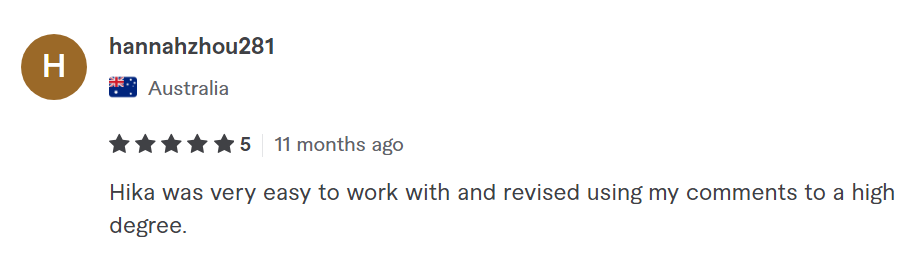 H
hannahzhou281
Australia
5 | 11 months ago
Hika was very easy to work with and revised using my comments to a high
degree.